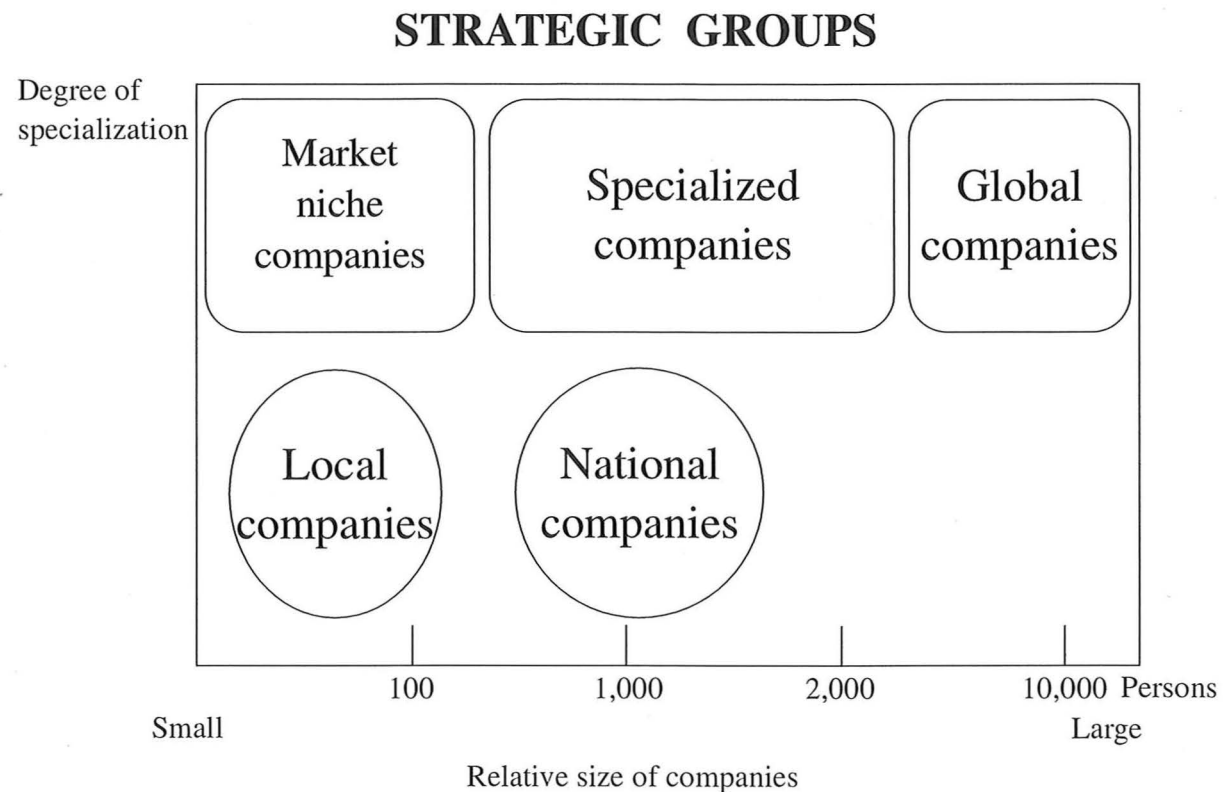 STRATEGIC GROUPS
Degree of
specialization
Market
niche
companies
Specialized
companies
Global
companies
Local
companies
National
companies
100
1,000
2,000
10,000 Persons
Small
Large
Relative size of companies